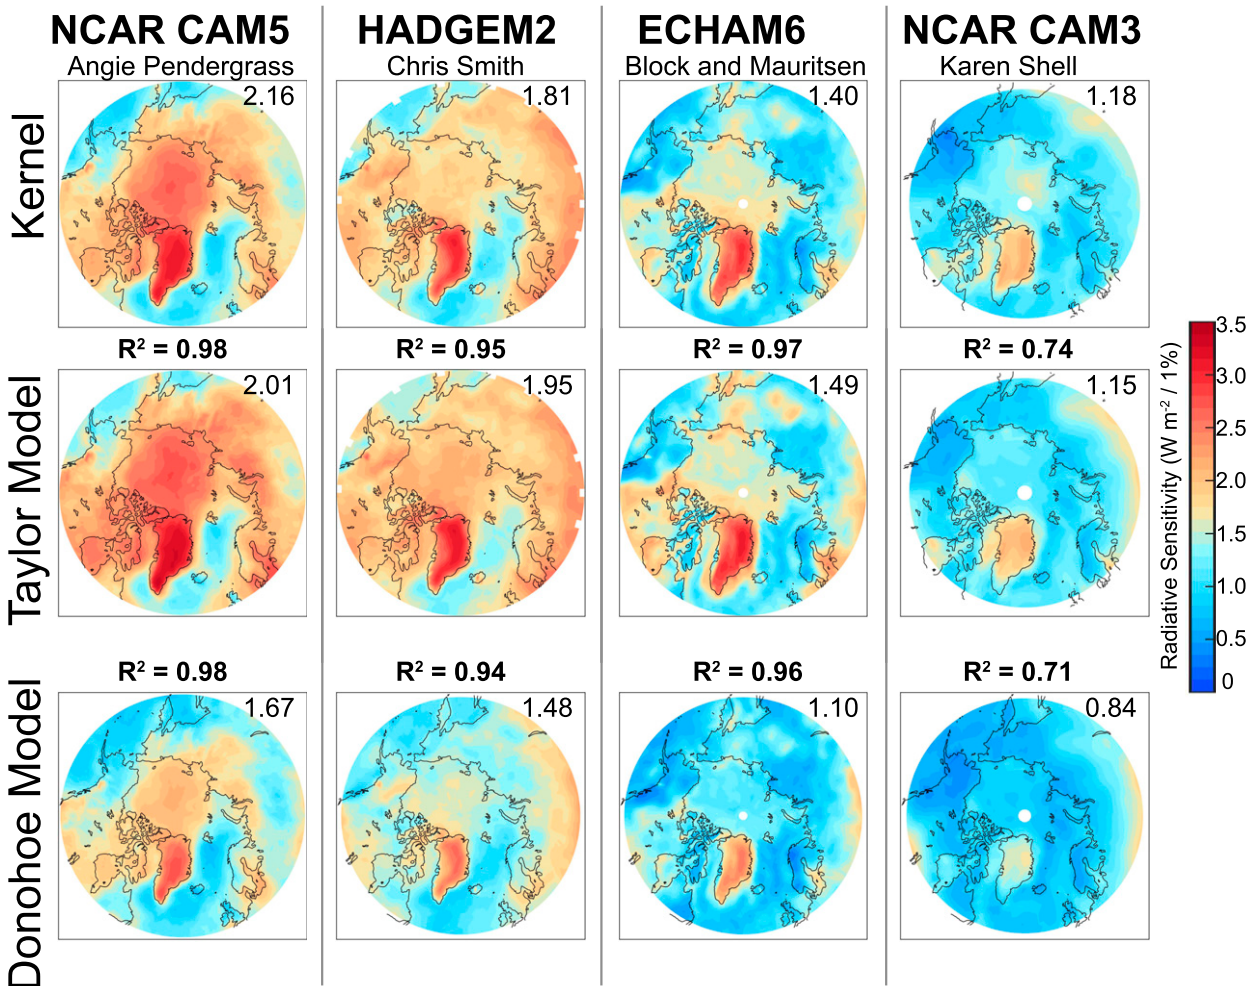 NCAR CAM5 HADGEM2 ECHAM6 NCAR CAM3
Angie Pendergrass Chris Smith Block and Mauritsen Karen Shell
Kernel
2.16 1.81 1.40 1.18
R² = 0.98 R² = 0.95 R² = 0.97 R² = 0.74
Taylor Model
2.01 1.95 1.49 1.15
R² = 0.98 R² = 0.94 R² = 0.96 R² = 0.71
Donohoe Model
1.67 1.48 1.10 0.84
Radiative Sensitivity (W m⁻² / 1%)
3.5
3.0
2.5
2.0
1.5
1.0
0.5
0